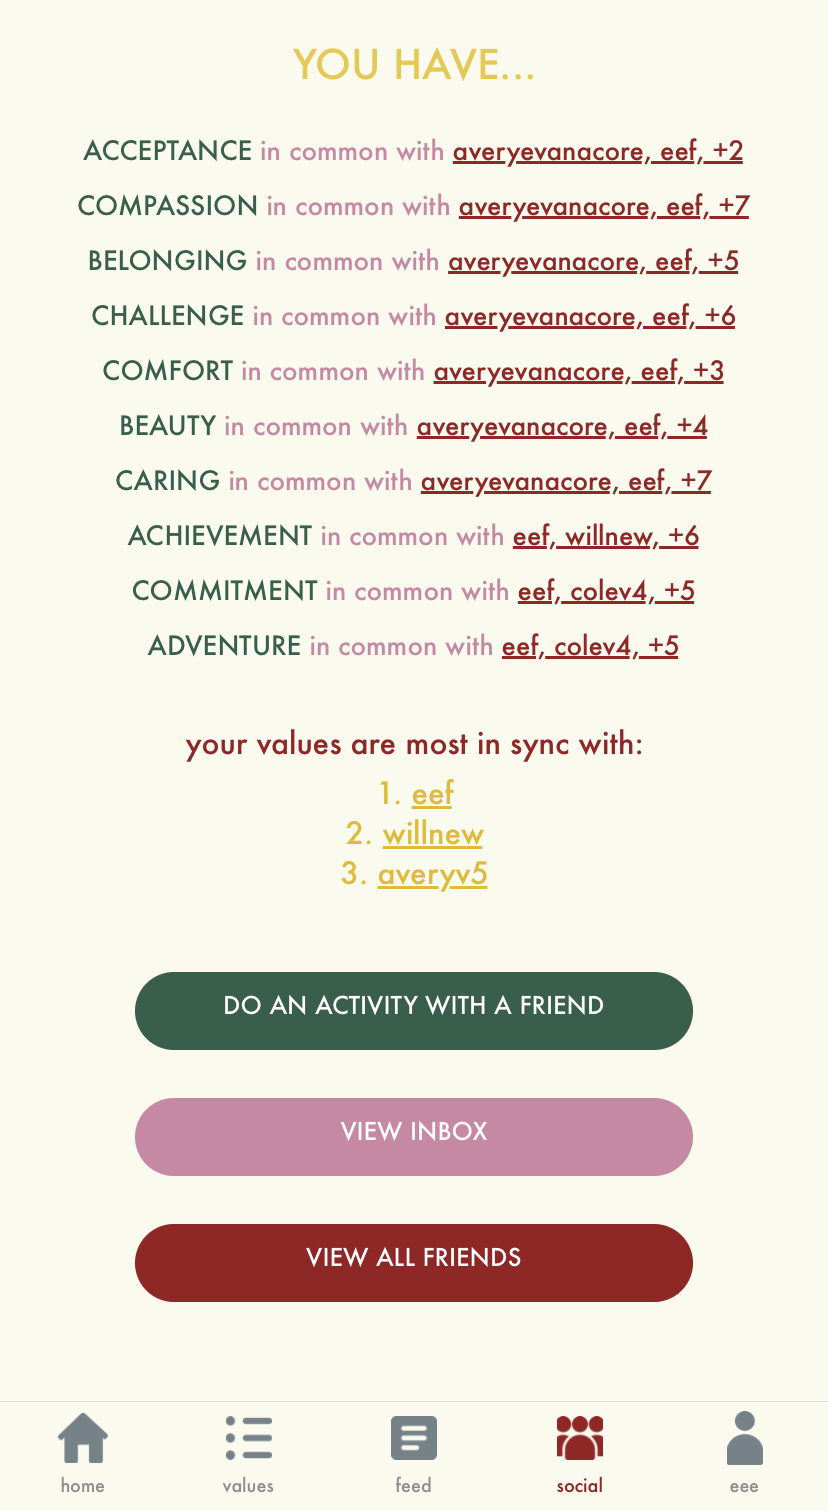 YOU HAVE...
ACCEPTANCE in common with averyevanacore, eef, +2
COMPASSION in common with averyevanacore, eef, +7
BELONGING in common with averyevanacore, eef, +5
CHALLENGE in common with averyevanacore, eef, +6
COMFORT in common with averyevanacore, eef, +3
BEAUTY in common with averyevanacore, eef, +4
CARING in common with averyevanacore, eef, +7
ACHIEVEMENT in common with eef, willnew, +6
COMMITMENT in common with eef, colev4, +5
ADVENTURE in common with eef, colev4, +5
your values are most in sync with:
1. eef
2. willnew
3. averyv5
DO AN ACTIVITY WITH A FRIEND
VIEW INBOX
VIEW ALL FRIENDS
home values feed social eee